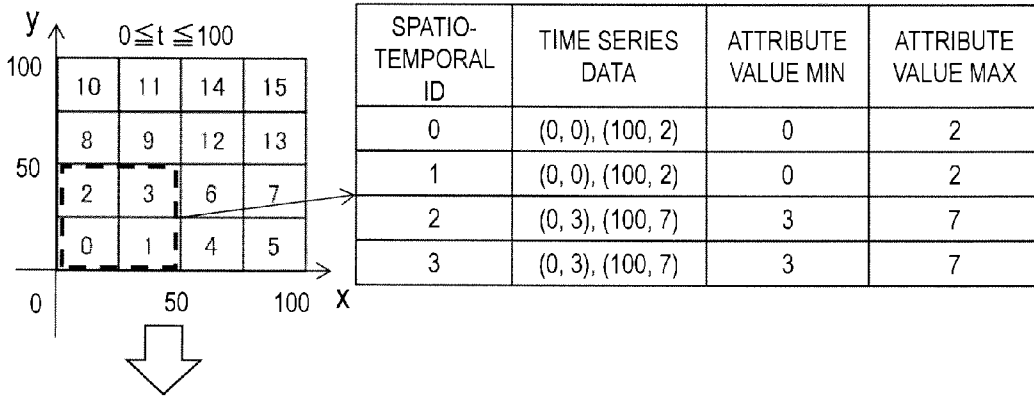 y
0≦t≦100
100
10 11 14 15
8 9 12 13
50
2 3 6 7
0 1 4 5
0 50 100 x
SPATIO-TEMPORAL ID TIME SERIES DATA ATTRIBUTE VALUE MIN ATTRIBUTE VALUE MAX
0 (0, 0), (100, 2) 0 2
1 (0, 0), (100, 2) 0 2
2 (0, 3), (100, 7) 3 7
3 (0, 3), (100, 7) 3 7